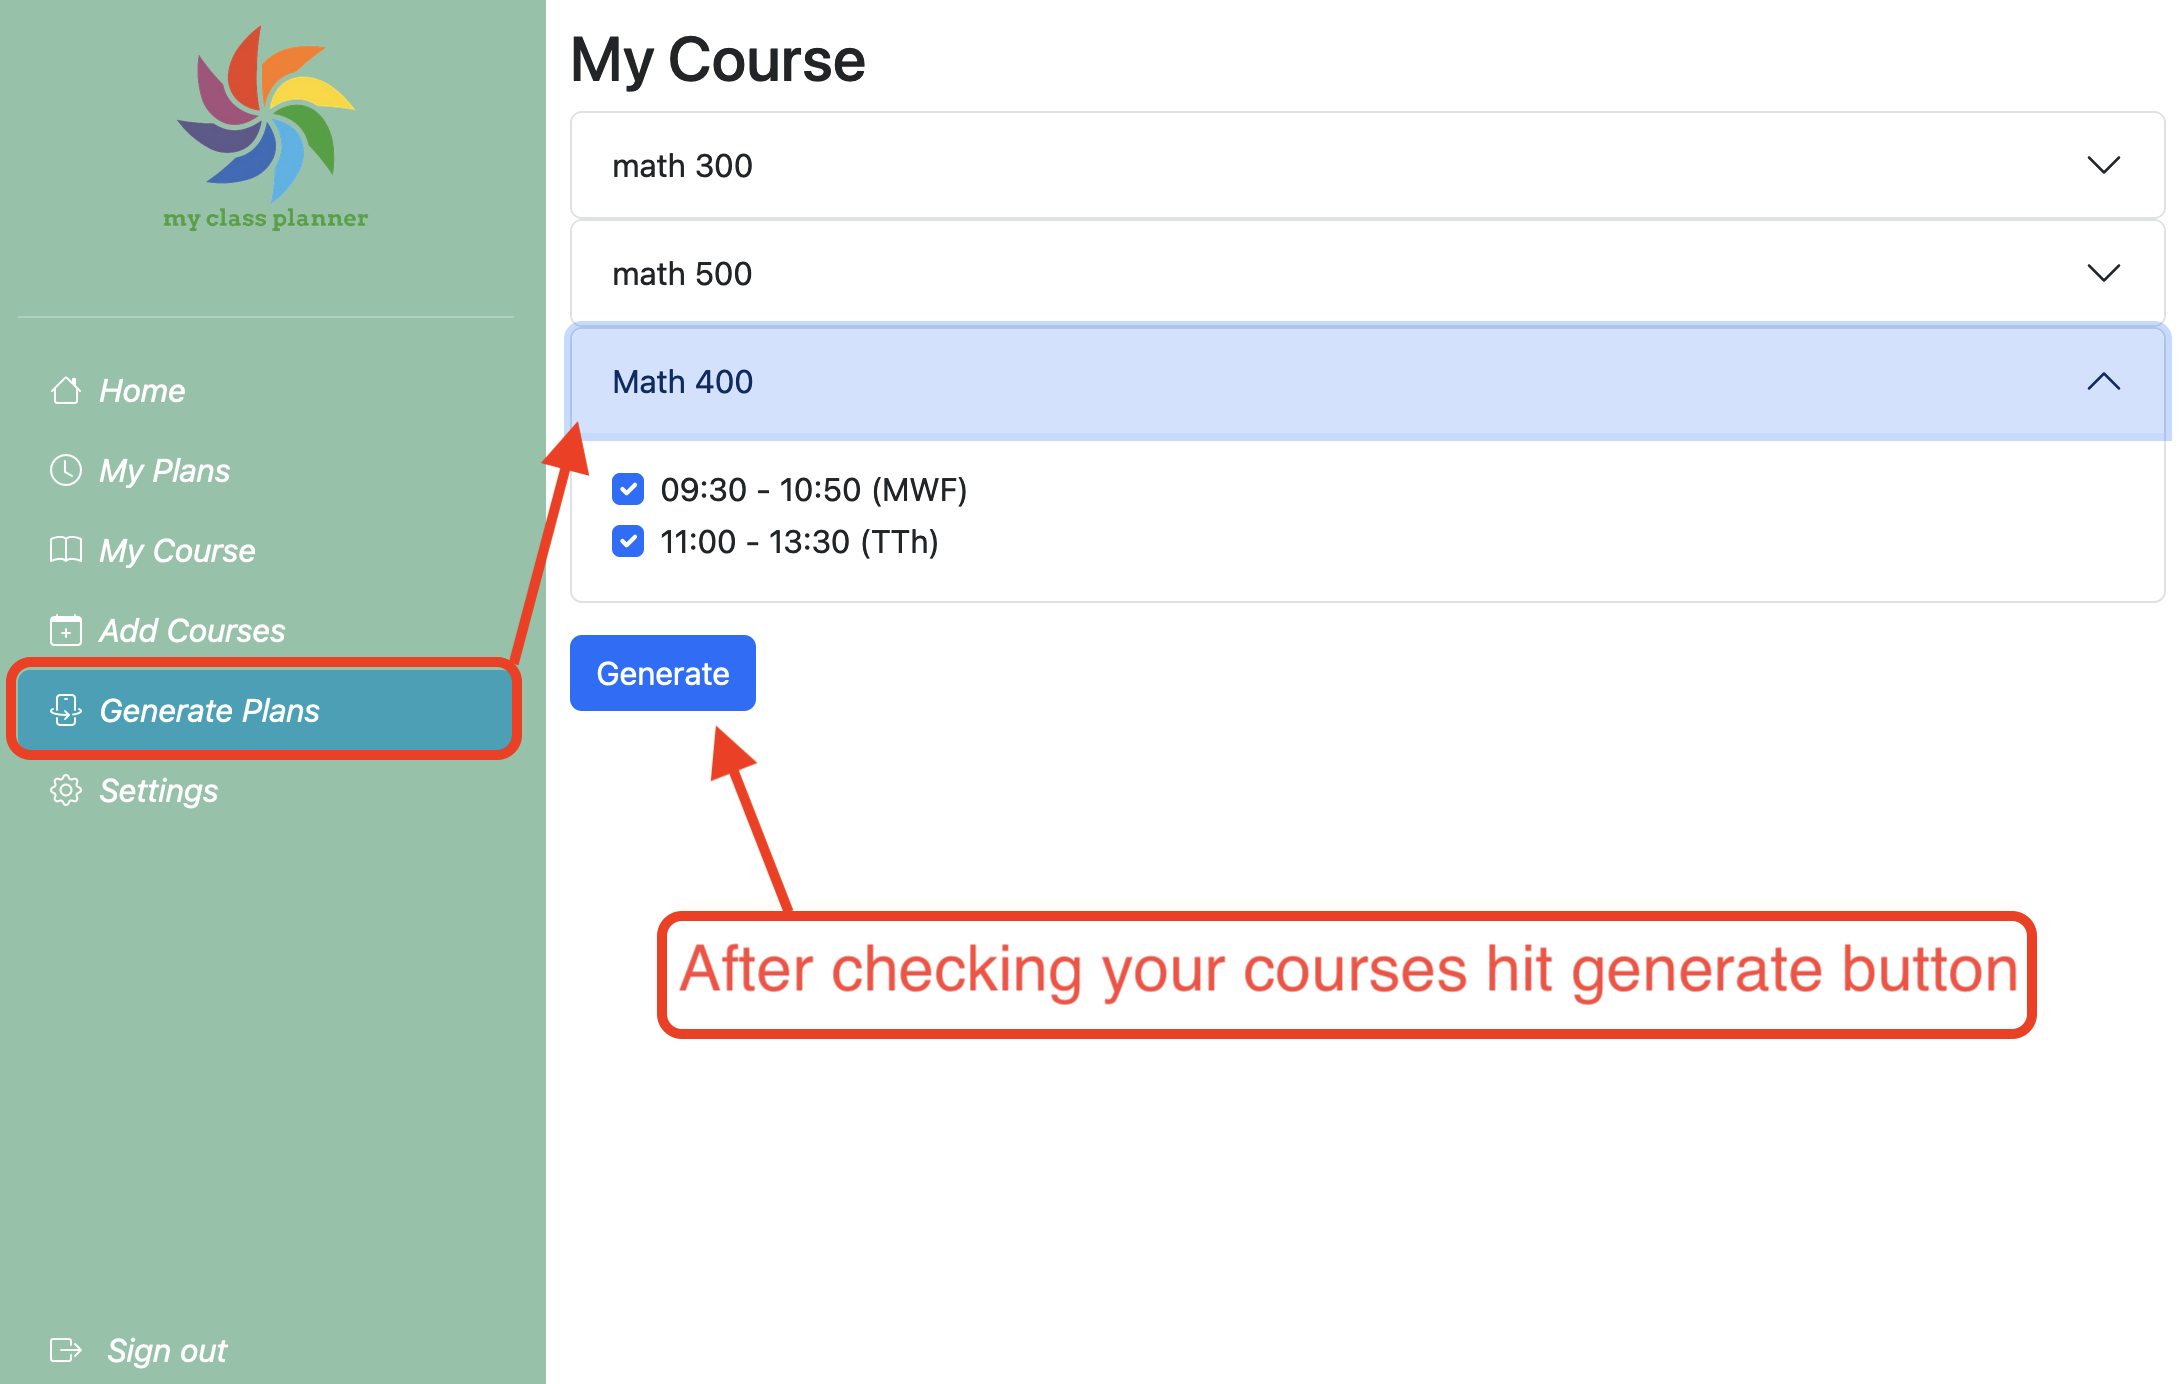 my class planner
Home
My Plans
My Course
Add Courses
Generate Plans
Settings
Sign out
My Course
math 300
math 500
Math 400
09:30 - 10:50 (MWF)
11:00 - 13:30 (TTh)
Generate
After checking your courses hit generate button